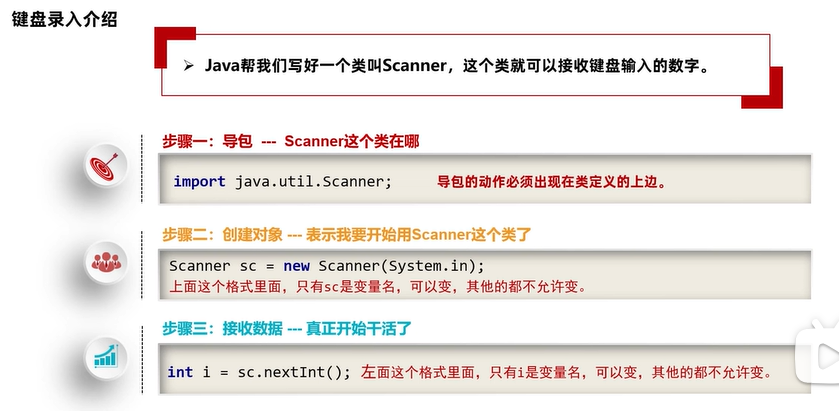 键盘录入介绍
➢ Java帮我们写好一个类叫Scanner，这个类就可以接收键盘输入的数字。
步骤一：导包 --- Scanner这个类在哪
import java.util.Scanner; 导包的动作必须出现在类定义的上边。
步骤二：创建对象 --- 表示我要开始用Scanner这个类了
Scanner sc = new Scanner(System.in);
上面这个格式里面，只有sc是变量名，可以变，其他的都不允许变。
步骤三：接收数据 --- 真正开始干活了
int i = sc.nextInt(); 左面这个格式里面，只有i是变量名，可以变，其他的都不允许变。